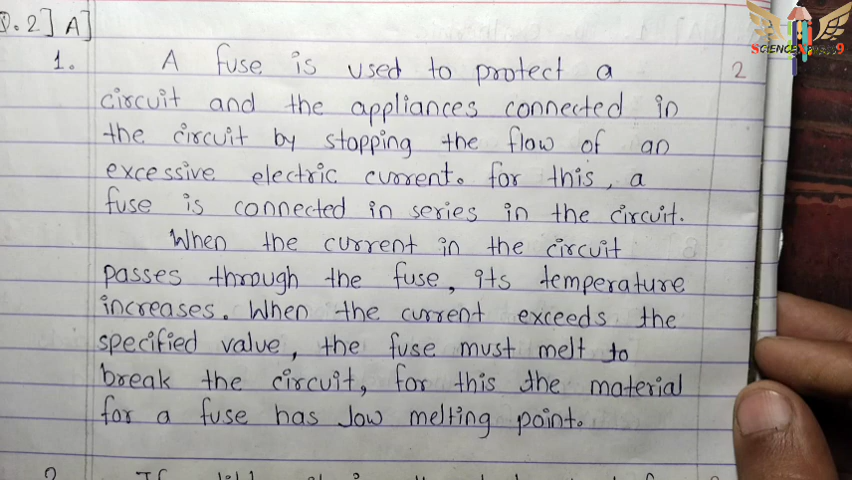 Q.2] A]
1. A fuse is used to protect a 2
circuit and the appliances connected in
the circuit by stopping the flow of an
excessive electric current. For this, a
fuse is connected in series in the circuit.
When the current in the circuit
passes through the fuse, its temperature
increases. When the current exceeds the
specified value, the fuse must melt to
break the circuit, for this the material
for a fuse has low melting point.